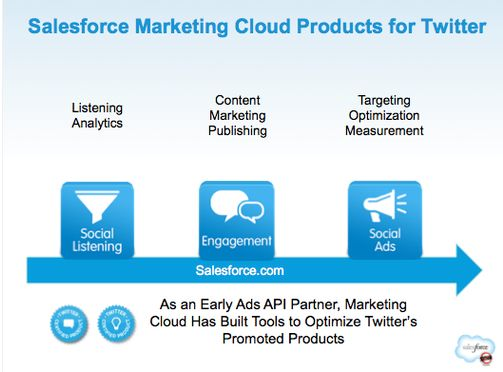 Salesforce Marketing Cloud Products for Twitter
Listening
Analytics
Content
Marketing
Publishing
Targeting
Optimization
Measurement
Social
Listening
Engagement
Social
Ads
Salesforce.com
As an Early Ads API Partner, Marketing
Cloud Has Built Tools to Optimize Twitter's
Promoted Products
salesforce